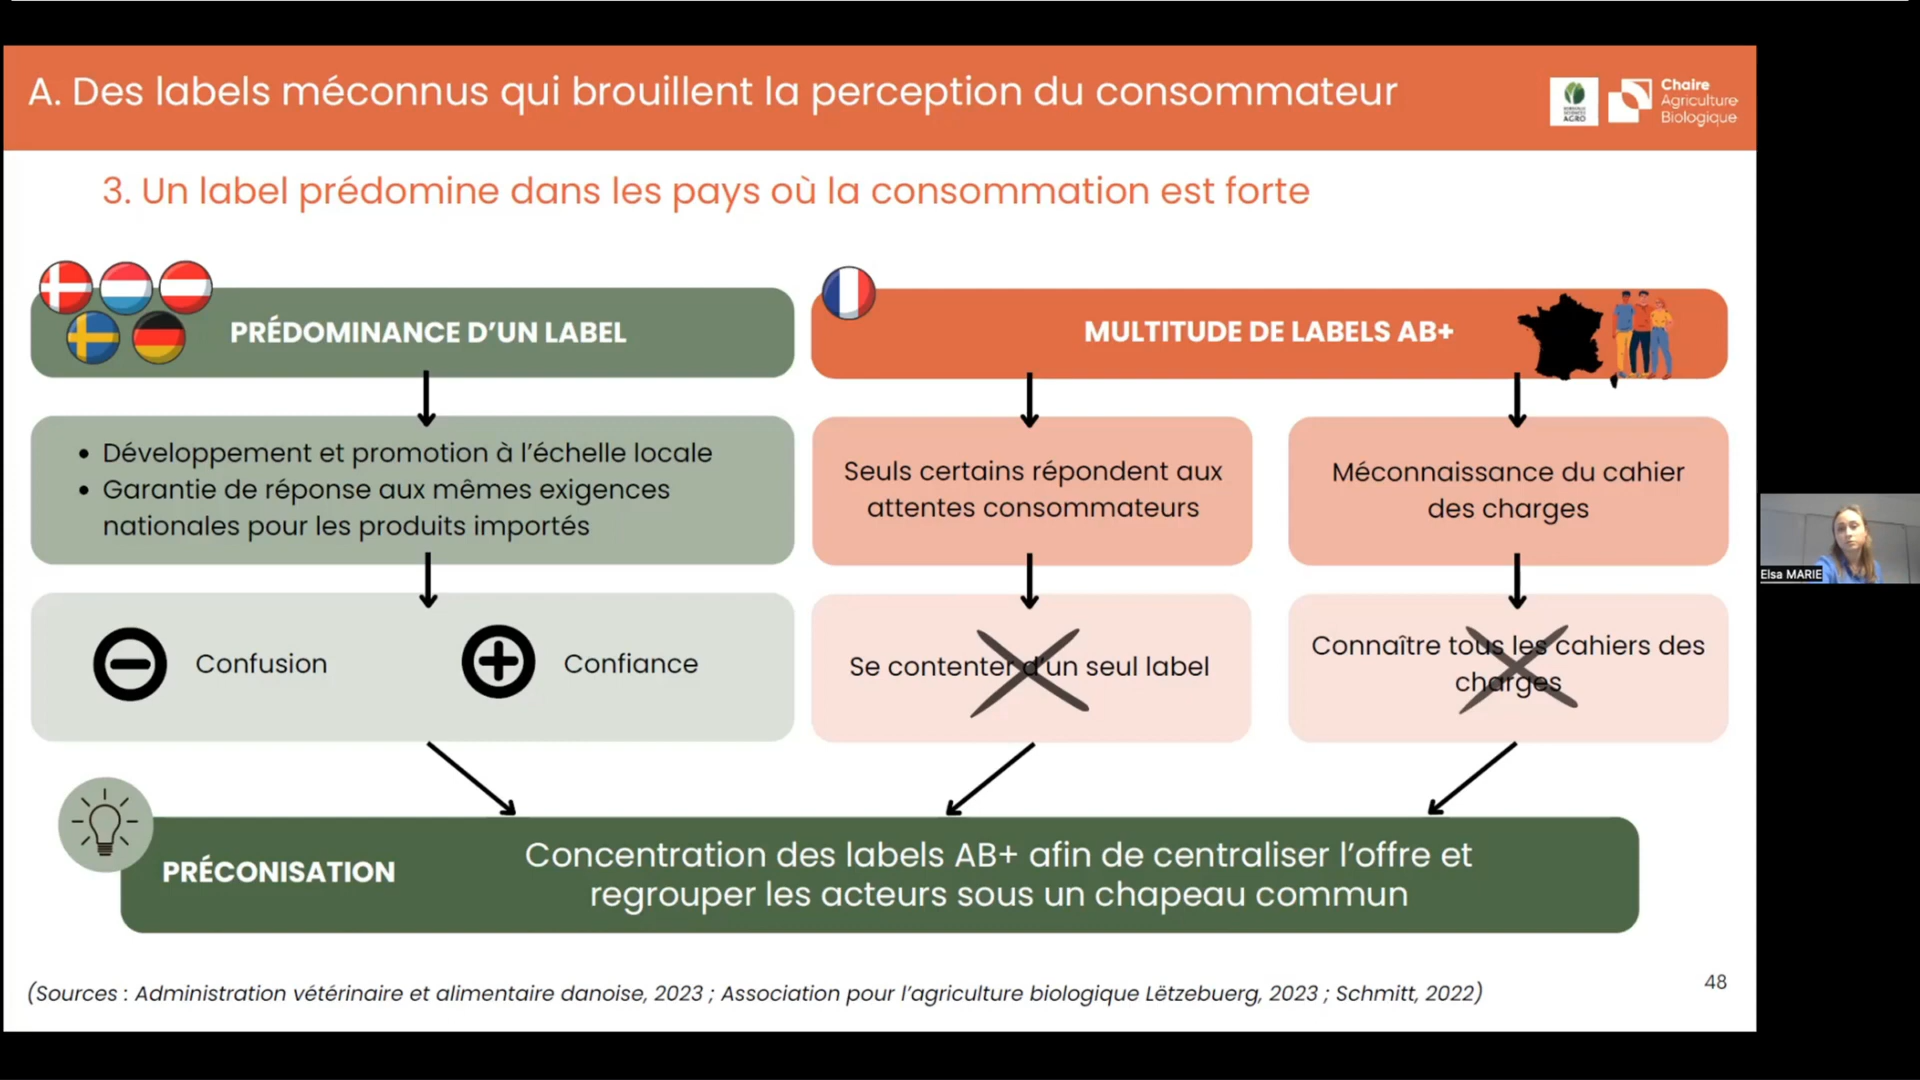 A. Des labels méconnus qui brouillent la perception du consommateur
BORDEAUX
SCIENCES
AGRO
Chaire
Agriculture
Biologique
3. Un label prédomine dans les pays où la consommation est forte
PRÉDOMINANCE D’UN LABEL
MULTITUDE DE LABELS AB+
• Développement et promotion à l’échelle locale
• Garantie de réponse aux mêmes exigences
nationales pour les produits importés
Seuls certains répondent aux
attentes consommateurs
Méconnaissance du cahier
des charges
Confusion
Confiance
Se contenter d’un seul label
Connaître tous les cahiers des
charges
Elsa MARIE
PRÉCONISATION
Concentration des labels AB+ afin de centraliser l’offre et
regrouper les acteurs sous un chapeau commun
(Sources : Administration vétérinaire et alimentaire danoise, 2023 ; Association pour l’agriculture biologique Lëtzebuerg, 2023 ; Schmitt, 2022)
48